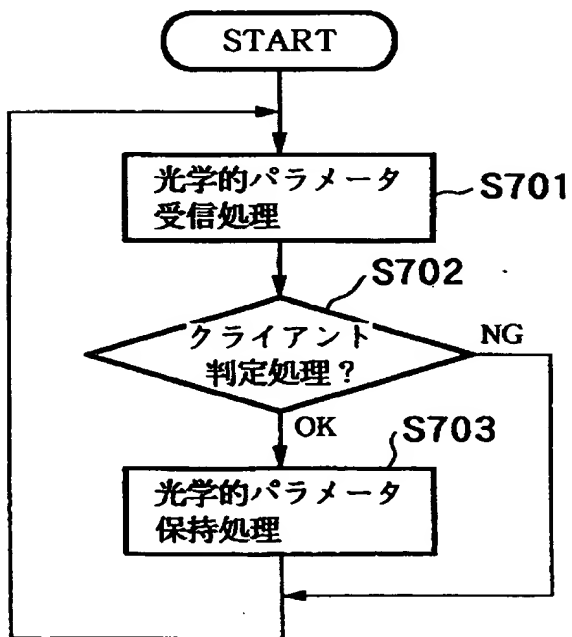 START
光学的パラメータ
受信処理
S701
S702
クライアント
判定処理?
NG
OK
S703
光学的パラメータ
保持処理